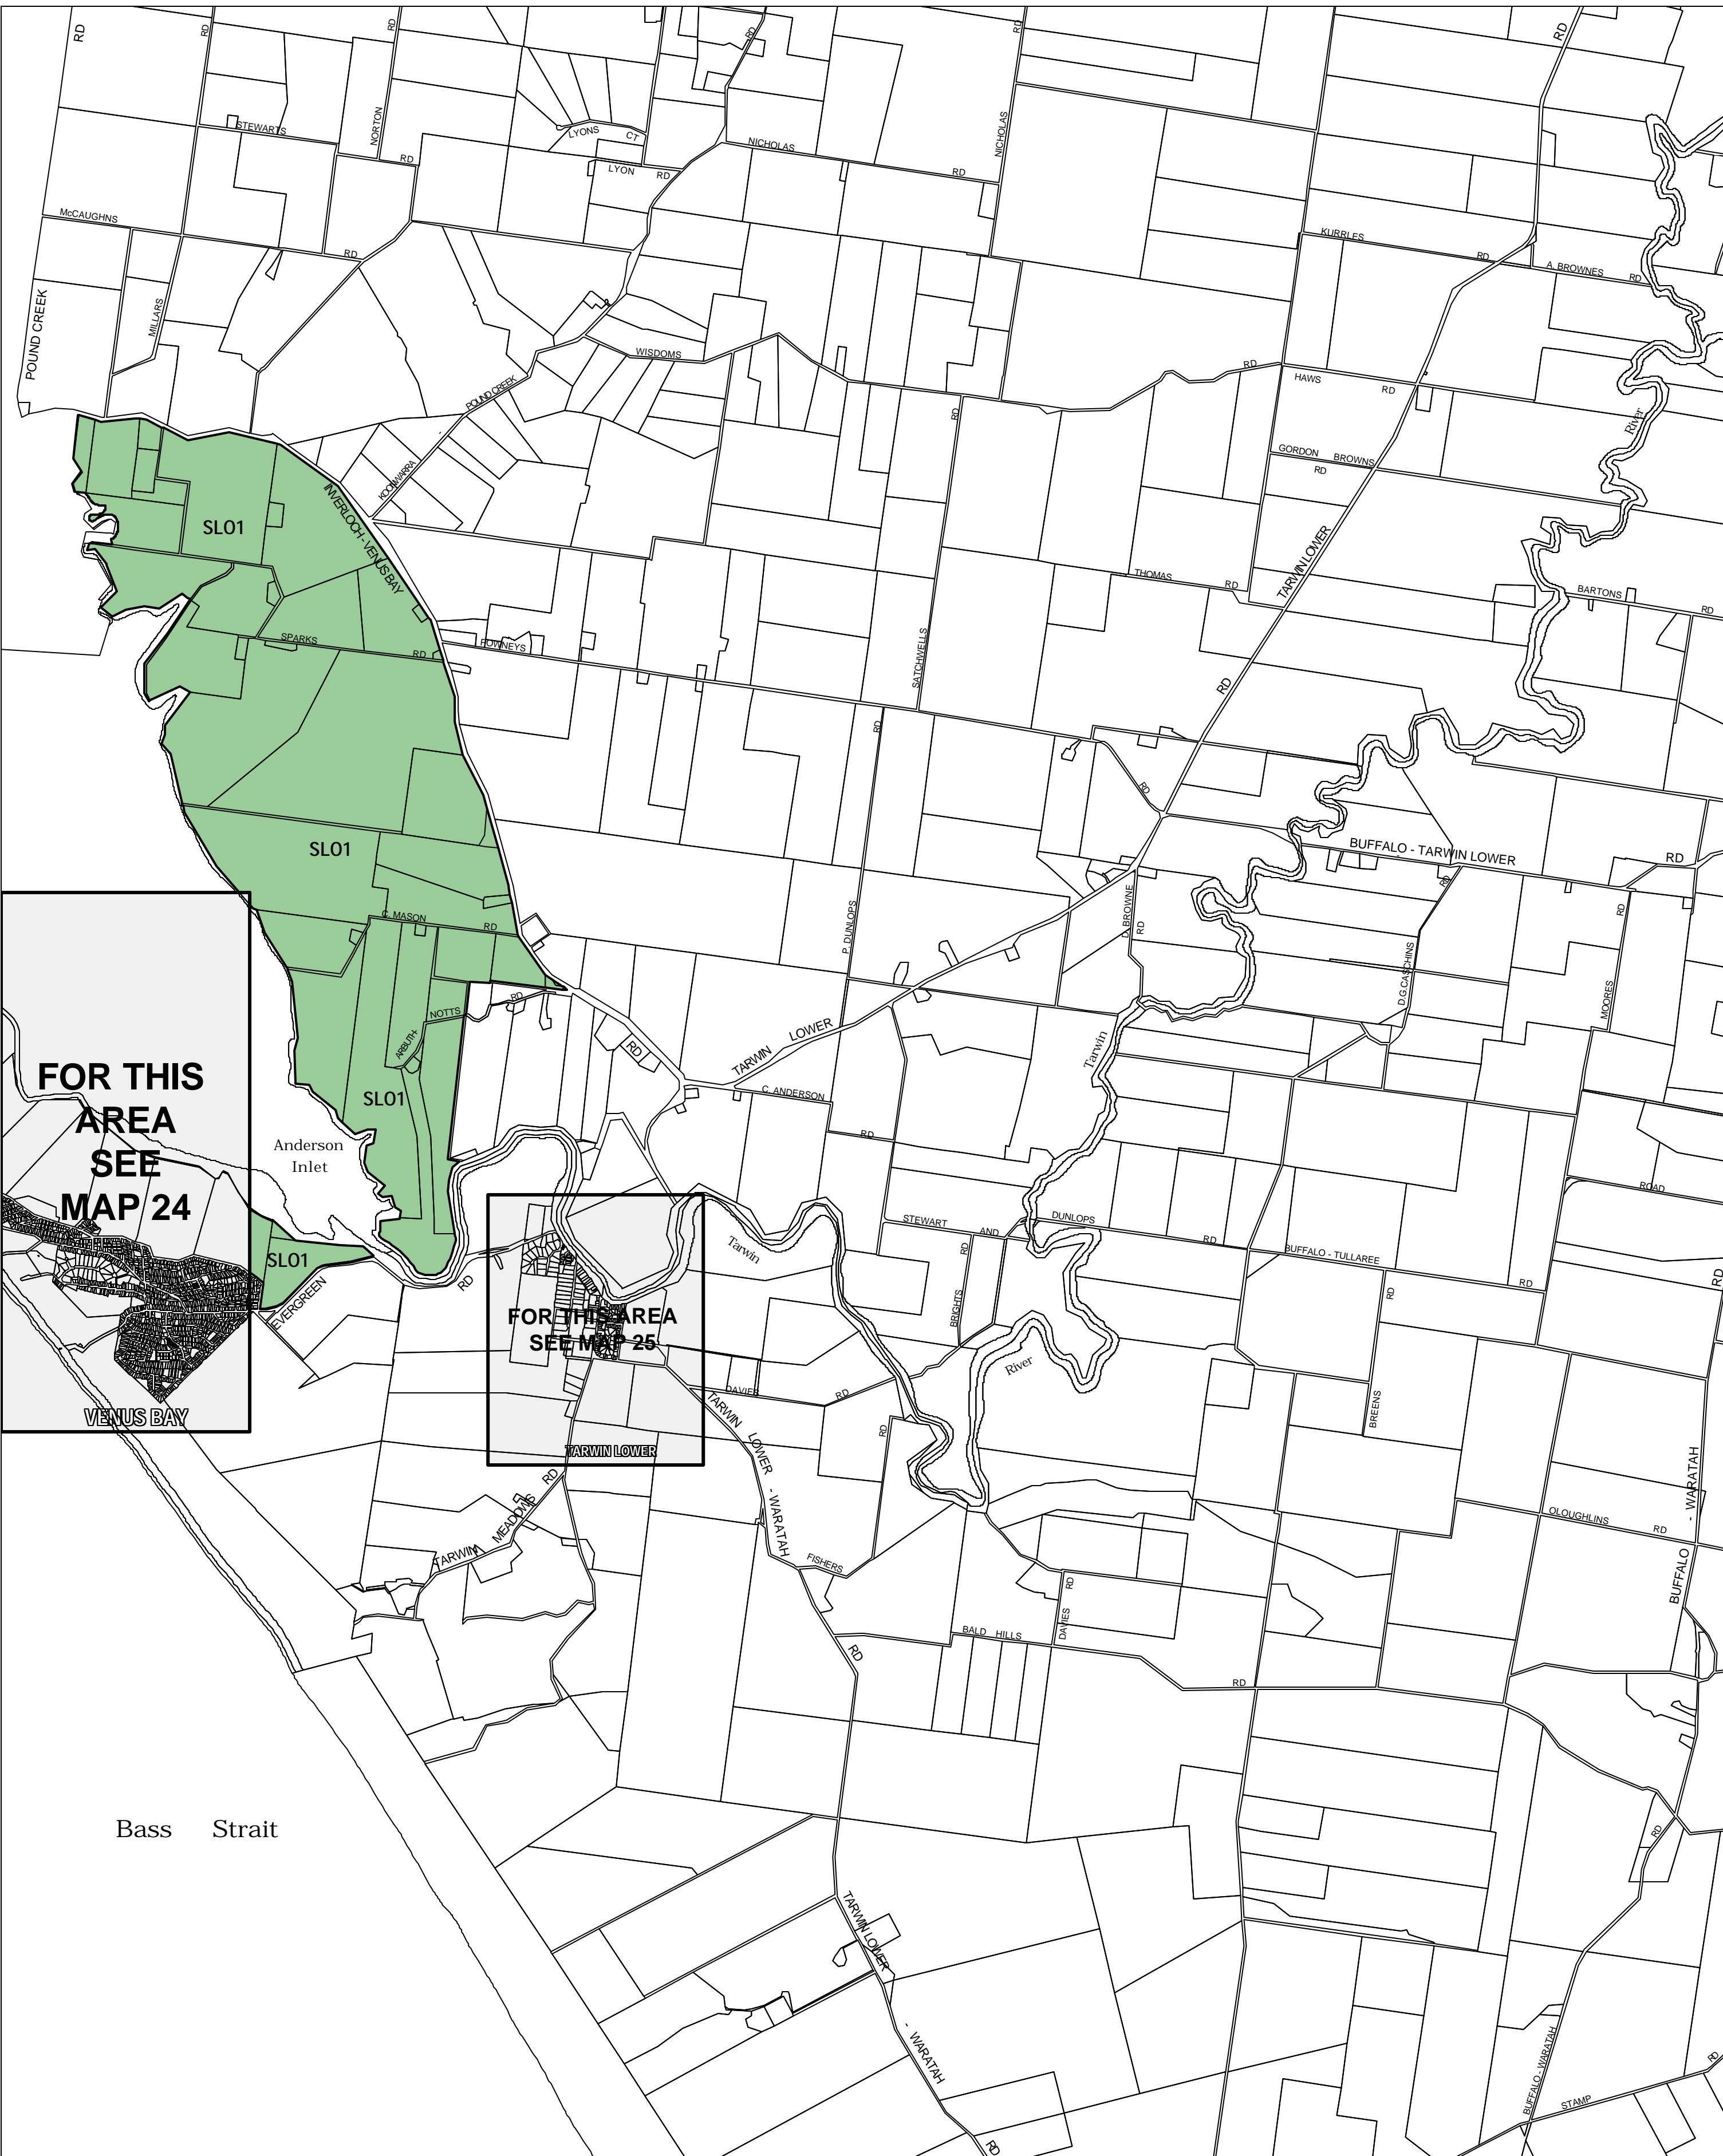 RD
RD
RD
RD
RD
RD
STEWARTS
NORTON
RD
LYONS CT
LYON RD
NICHOLAS
RD
NICHOLAS
McCAUGHNS
RD
KURRLES
RD
A. BROWNES
RD
POUND CREEK
MILLARS
WISDOMS
RD
POUND CREEK
KOONWARRA
HAWS RD
River
RD
GORDON BROWNS
RD
SLO1
INVERLOCH - VENUS BAY
TARWIN LOWER
THOMAS RD
BARTONS
RD
SPARKS
RD
FOWNEYS
SATCHWELLS
RD
RD
RD
BUFFALO - TARWIN LOWER
RD
SLO1
RD
C. MASON
RD
P. DUNLOPS
D. BROWNE
RD
RD
D.G.CASCHINS
MOORES
RD
NOTTS
ARBUTH
RD
TARWIN LOWER
Tarwin
FOR THIS
AREA
SEE
MAP 24
SLO1
C. ANDERSON
RD
Anderson
Inlet
ROAD
STEWART AND DUNLOPS
RD
BUFFALO - TULLAREE
RD
RD
Tarwin
SLO1
EVERGREEN
RD
RD
RD
BRIGHTS
FOR THIS AREA
SEE MAP 25
River
DAVIES
RD
BREENS
VENUS BAY
TARWIN LOWER
TARWIN LOWER - WARATAH
RD
RD
TARWIN MEADOWS
- WARATAH
OLOUGHLINS
RD
FISHERS
BUFFALO
RD
DAVIES
BALD HILLS
RD
RD
Bass Strait
RD
TARWIN LOWER
- WARATAH
RD
BUFFALO - WARATAH
STAMP
RD